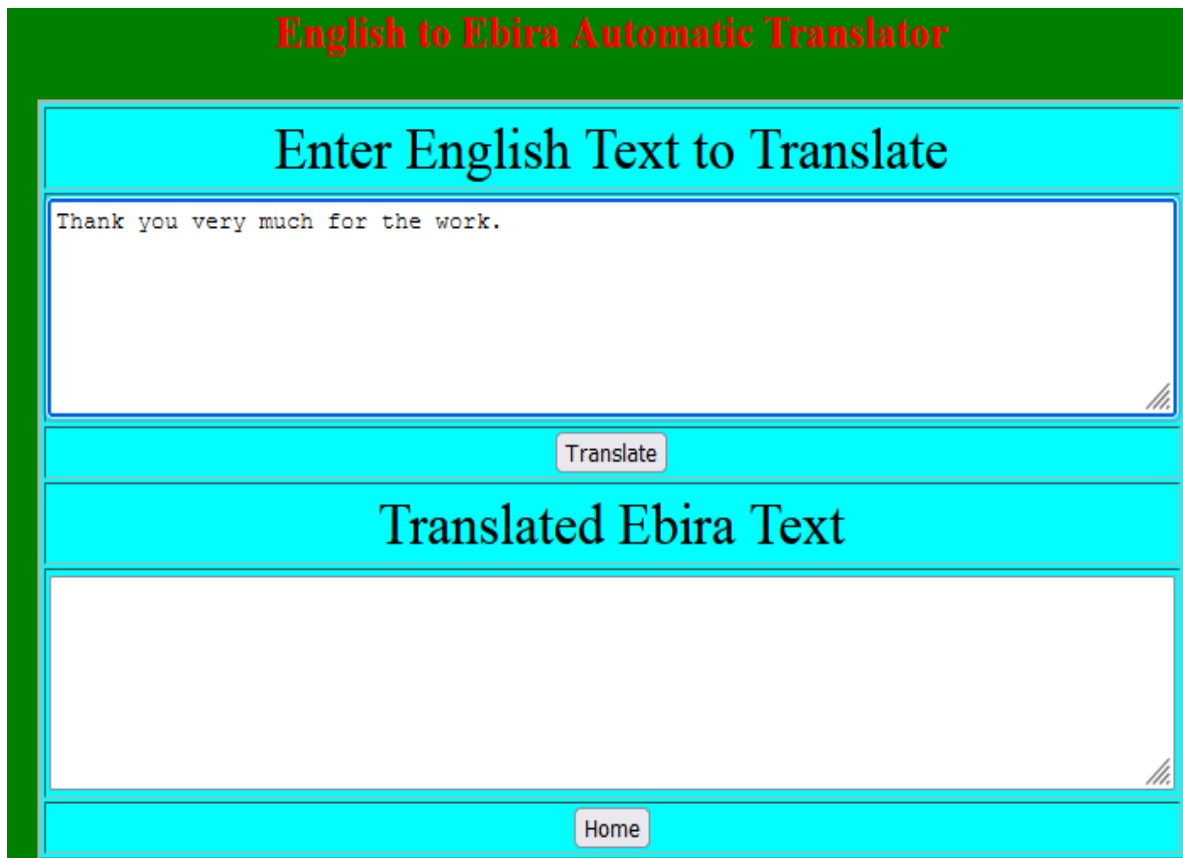 English to Ebira Automatic Translator
Enter English Text to Translate
Thank you very much for the work.
Translate
Translated Ebira Text
Home